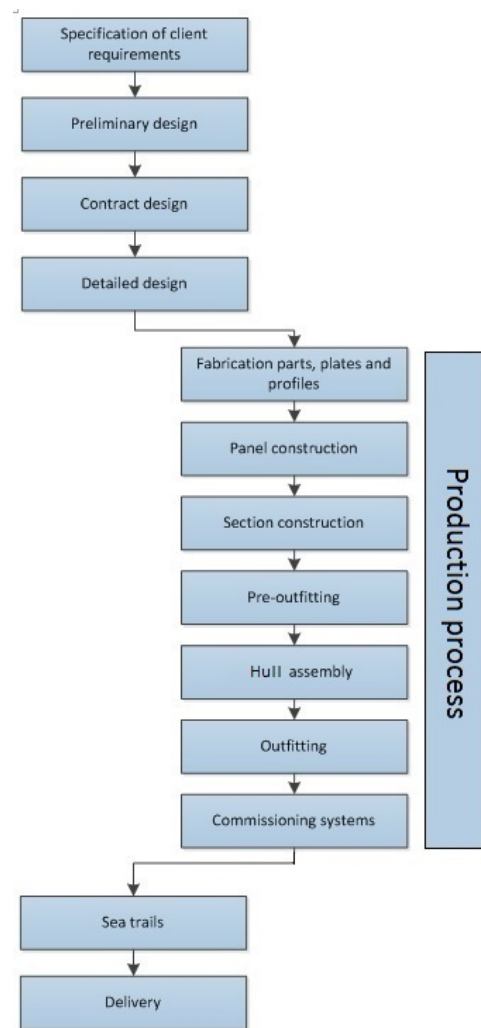 Specification of client
requirements
Preliminary design
Contract design
Detailed design
Fabrication parts, plates and
profiles
Panel construction
Section construction
Pre-outfitting
Hull assembly
Outfitting
Commissioning systems
Production process
Sea trails
Delivery